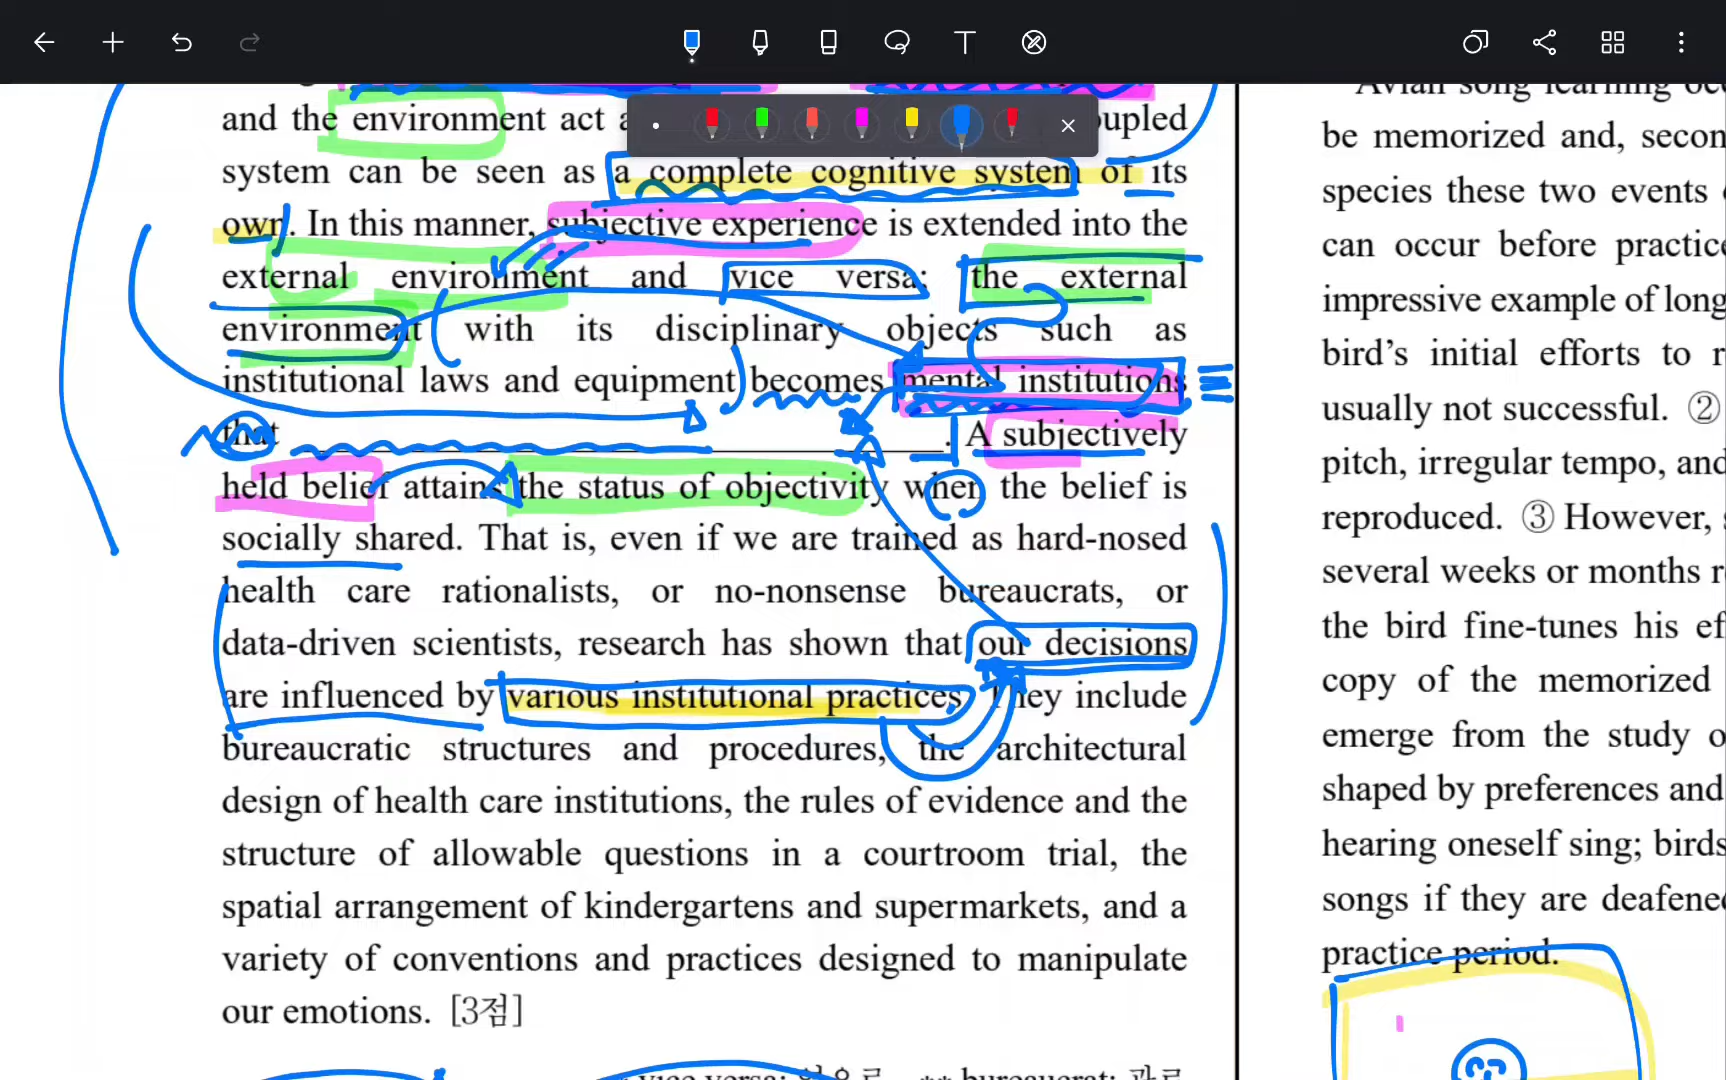 and the environment act a
upled
system can be seen as a complete cognitive system of its
own. In this manner, subjective experience is extended into the
external environment and vice versa; the external
environment with its disciplinary objects such as
institutional laws and equipment becomes mental institutions
that . A subjectively
held belief attains the status of objectivity when the belief is
socially shared. That is, even if we are trained as hard-nosed
health care rationalists, or no-nonsense bureaucrats, or
data-driven scientists, research has shown that our decisions
are influenced by various institutional practices. They include
bureaucratic structures and procedures, the architectural
design of health care institutions, the rules of evidence and the
structure of allowable questions in a courtroom trial, the
spatial arrangement of kindergartens and supermarkets, and a
variety of conventions and practices designed to manipulate
our emotions. [3점]
vice versa: ** bureaucrat: 관료
Avian song learning
be memorized and, secon
species these two events
can occur before practice
impressive example of long
bird's initial efforts to r
usually not successful. ②
pitch, irregular tempo, and
reproduced. ③ However,
several weeks or months r
the bird fine-tunes his ef
copy of the memorized
emerge from the study o
shaped by preferences and
hearing oneself sing; birds
songs if they are deafene
practice period.